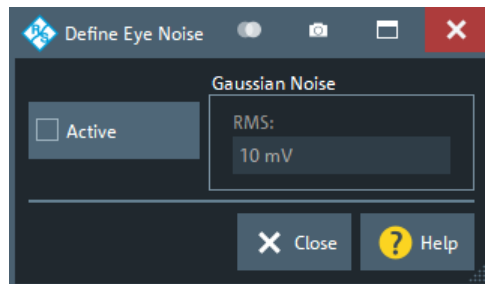 Define Eye Noise
Gaussian Noise
Active
RMS:
10 mV
Close
? Help